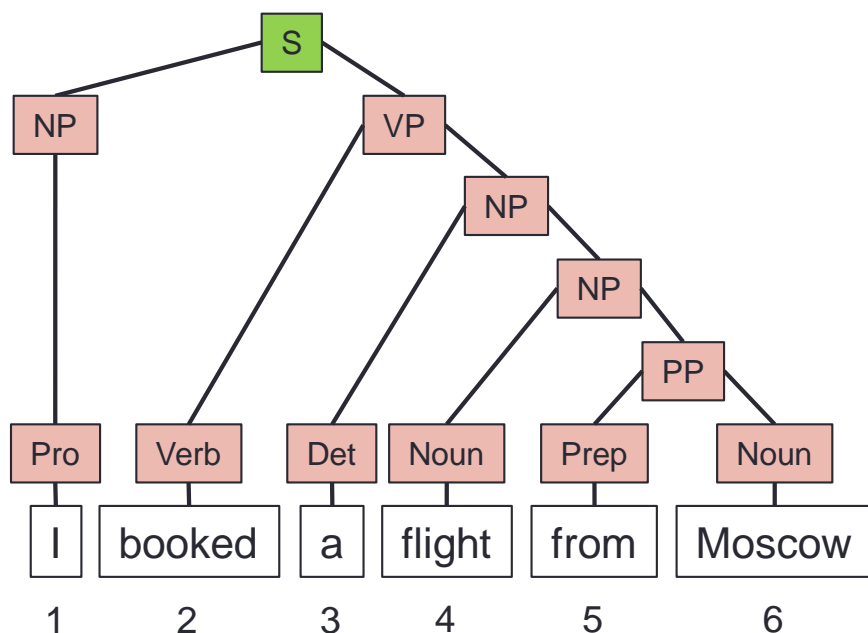 S
NP VP
NP
NP
PP
Pro Verb Det Noun Prep Noun
I booked a flight from Moscow
1 2 3 4 5 6